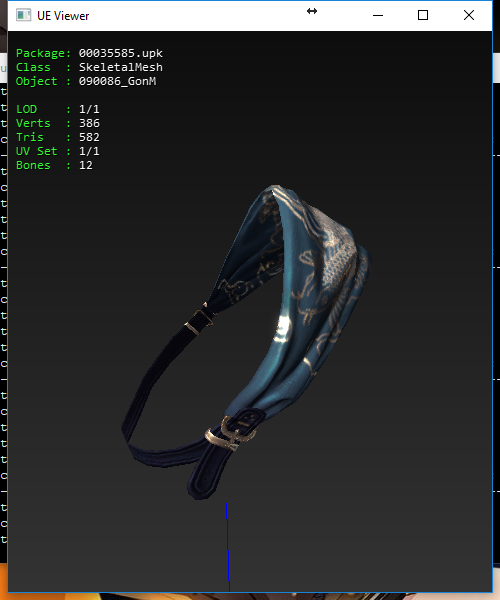 UE Viewer
Package: 00035585.upk
Class : SkeletalMesh
Object : 090086_GonM
LOD : 1/1
Verts : 386
Tris : 582
UV Set : 1/1
Bones : 12